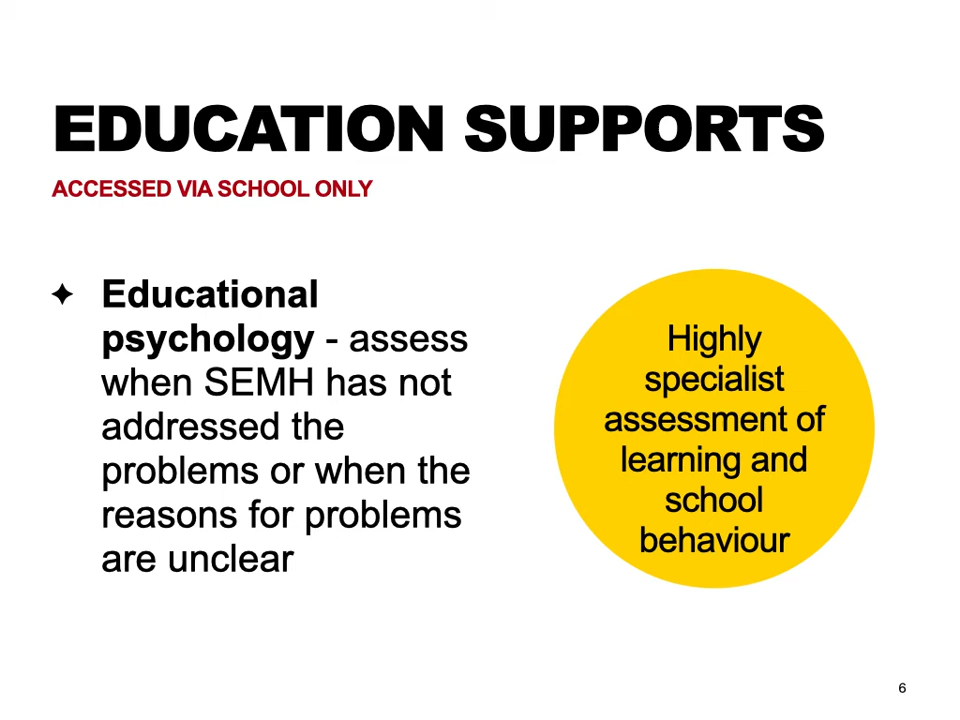 EDUCATION SUPPORTS
ACCESSED VIA SCHOOL ONLY
✦ Educational
psychology - assess
when SEMH has not
addressed the
problems or when the
reasons for problems
are unclear
Highly
specialist
assessment of
learning and
school
behaviour
6